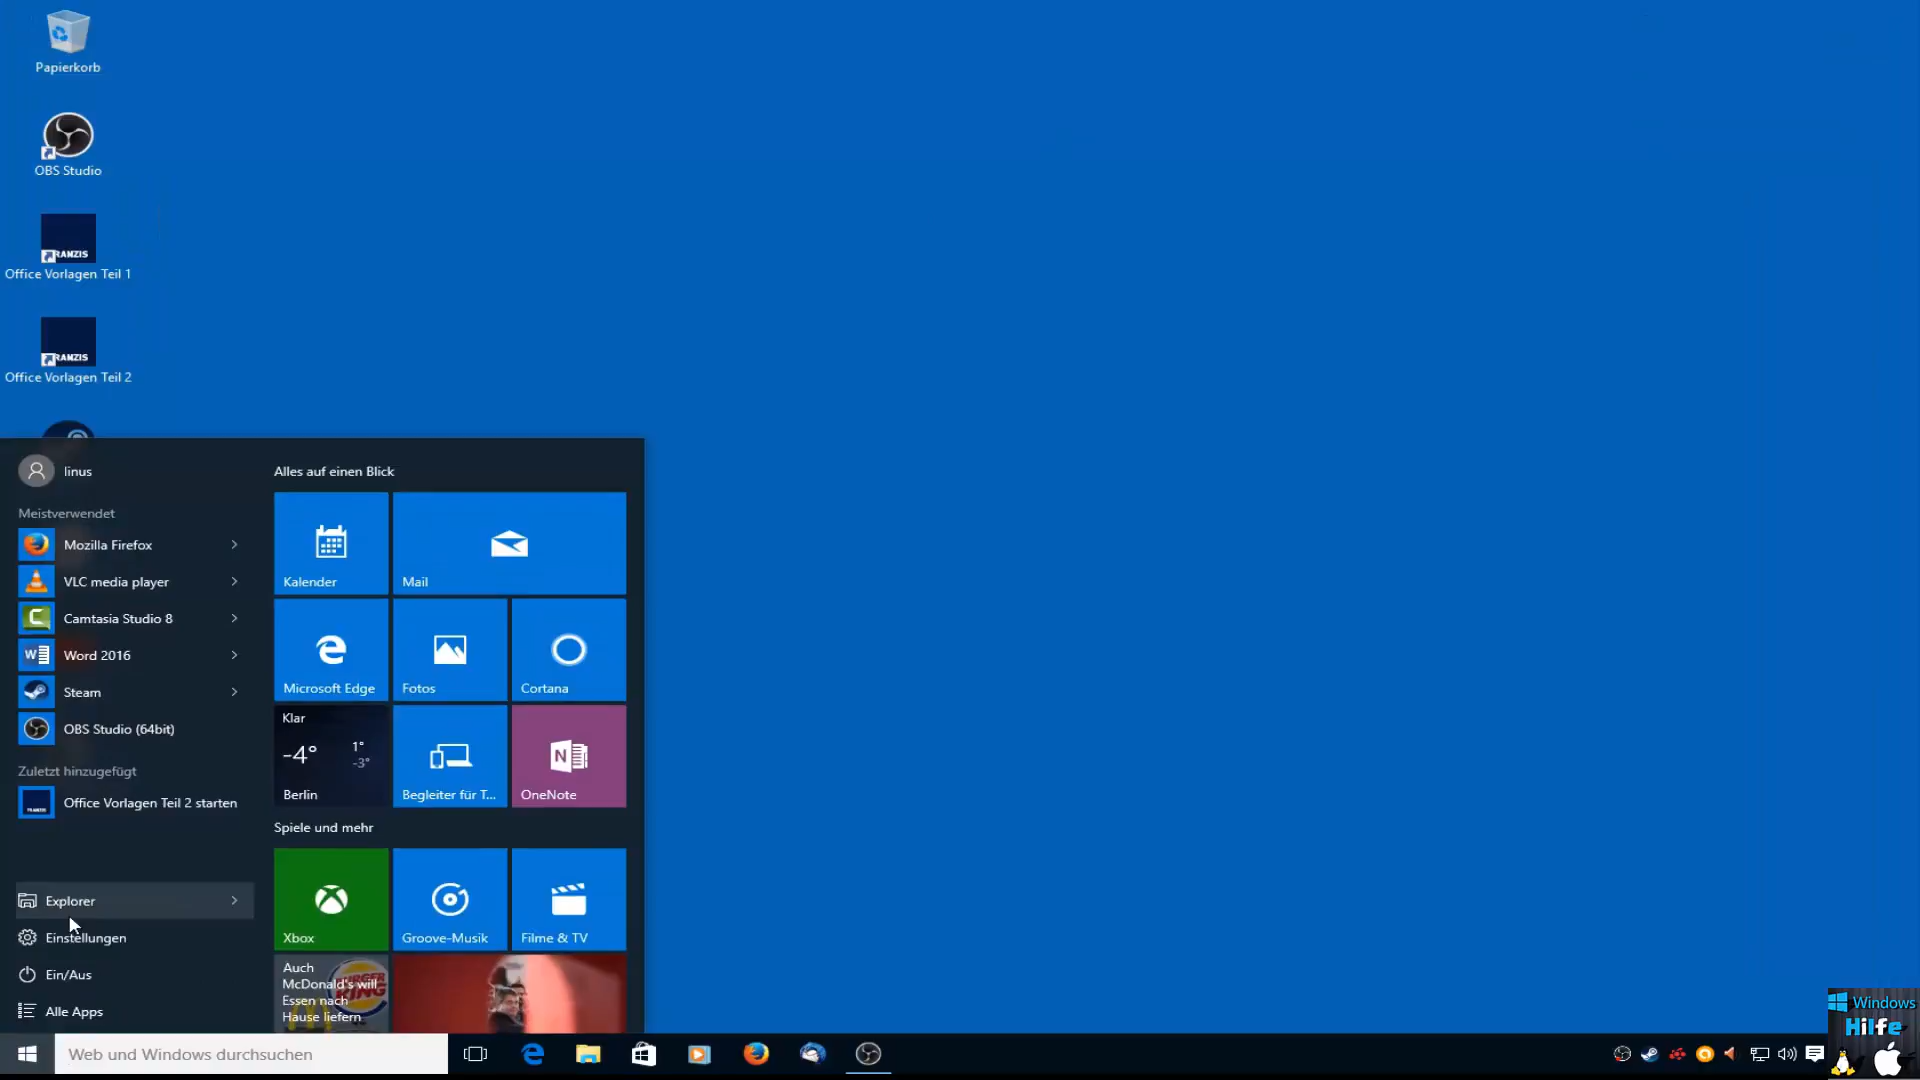 Papierkorb
OBS Studio
RANZIS
Office Vorlagen Teil 1
RANZIS
Office Vorlagen Teil 2
linus
Meistverwendet
Mozilla Firefox
VLC media player
Camtasia Studio 8
Word 2016
Steam
OBS Studio (64bit)
Zuletzt hinzugefügt
Office Vorlagen Teil 2 starten
Explorer
Einstellungen
Ein/Aus
Alle Apps
Alles auf einen Blick
Kalender
Mail
Microsoft Edge
Fotos
Cortana
Klar
-4°
1°
-3°
Berlin
Begleiter für T...
OneNote
Spiele und mehr
Xbox
Groove-Musik
Filme & TV
Auch
McDonald's will
Essen nach
Hause liefern
Web und Windows durchsuchen
Windows
Hilfe